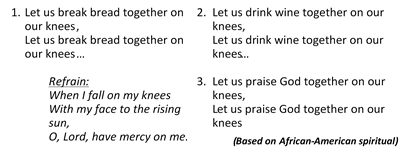 1. Let us break bread together on
our knees,
Let us break bread together on
our knees...
Refrain:
When I fall on my knees
With my face to the rising
sun,
O, Lord, have mercy on me.
2. Let us drink wine together on our
knees,
Let us drink wine together on our
knees...
3. Let us praise God together on our
knees,
Let us praise God together on our
knees
(Based on African-American spiritual)